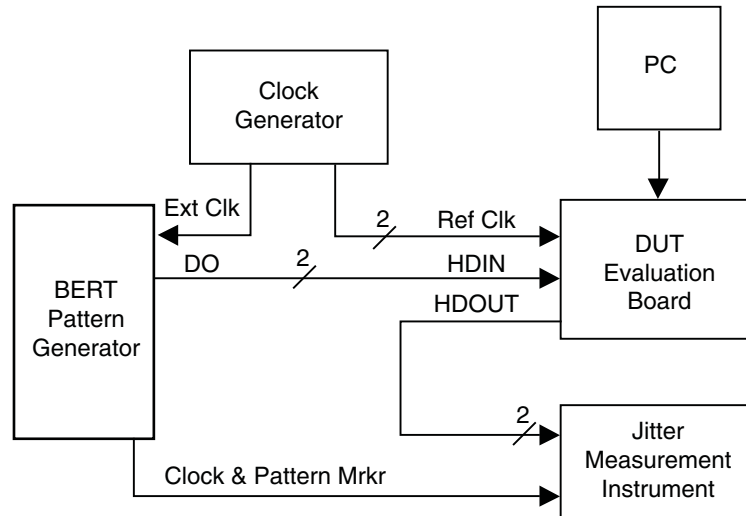 PC
Clock
Generator
Ext Clk
2
Ref Clk
DUT
Evaluation
Board
DO
2
HDIN
BERT
Pattern
Generator
HDOUT
2
Jitter
Measurement
Instrument
Clock & Pattern Mrkr